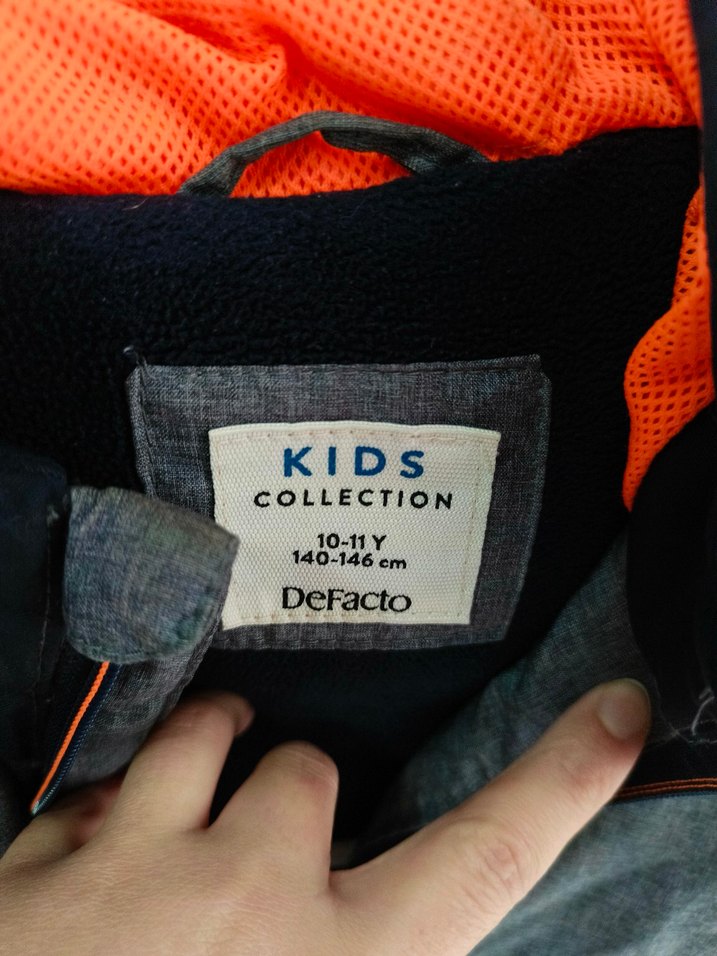 KIDS
COLLECTION
10-11 Y
140-146 cm
DeFacto